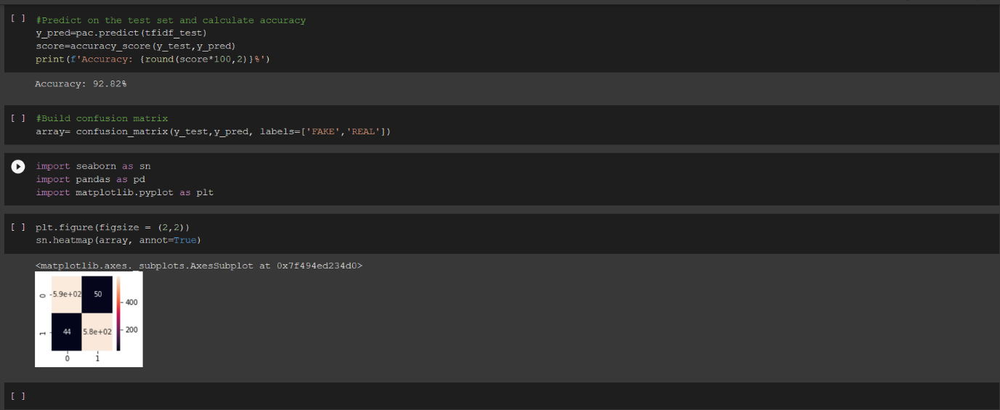 [ ] #Predict on the test set and calculate accuracy
y_pred=pac.predict(tfidf_test)
score=accuracy_score(y_test,y_pred)
print(f'Accuracy: {round(score*100,2)}%')
Accuracy: 92.82%
[ ] #Build confusion matrix
array= confusion_matrix(y_test,y_pred, labels=['FAKE','REAL'])
import seaborn as sn
import pandas as pd
import matplotlib.pyplot as plt
[ ] plt.figure(figsize = (2,2))
sn.heatmap(array, annot=True)
<matplotlib.axes._subplots.AxesSubplot at 0x7f494ed234d0>
0 5.9e+02 50
400
1 44 5.8e+02
200
0 1
[ ]